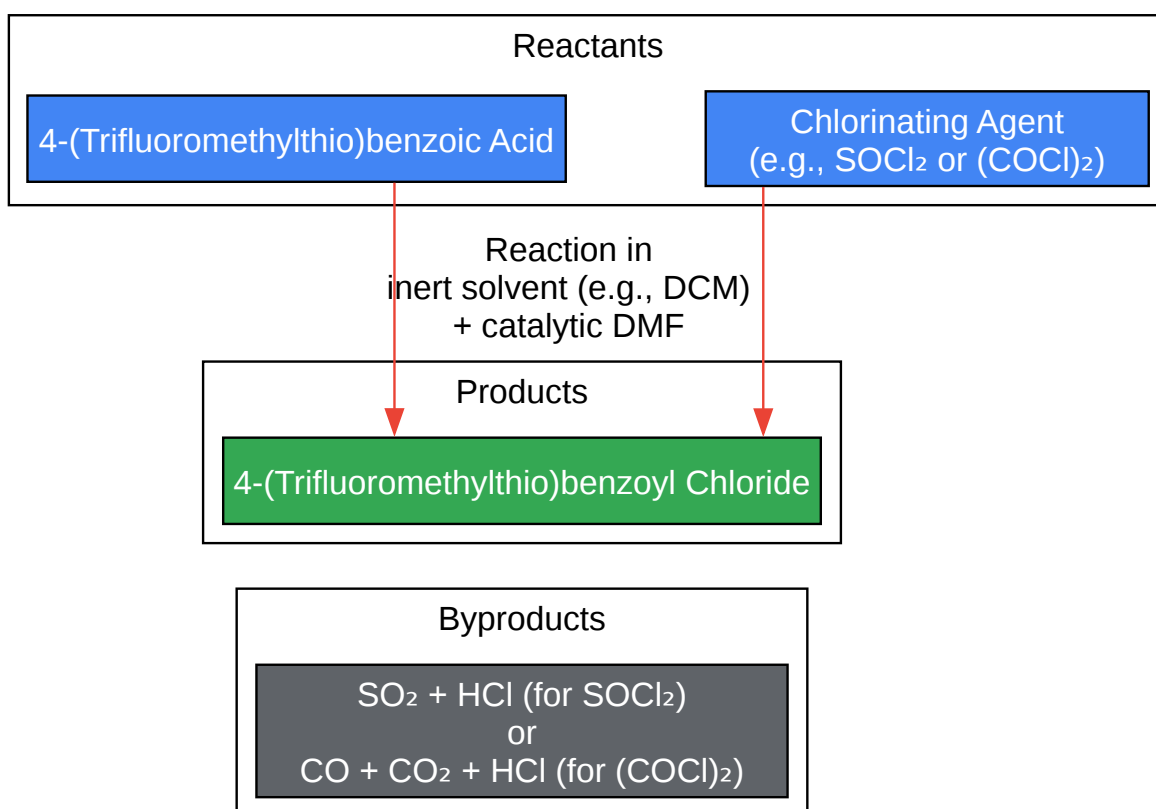 Reactants
4-(Trifluoromethylthio)benzoic Acid
Chlorinating Agent
(e.g., SOCl₂ or (COCl)₂)
Reaction in
inert solvent (e.g., DCM)
+ catalytic DMF
Products
4-(Trifluoromethylthio)benzoyl Chloride
Byproducts
SO₂ + HCl (for SOCl₂)
or
CO + CO₂ + HCl (for (COCl)₂)